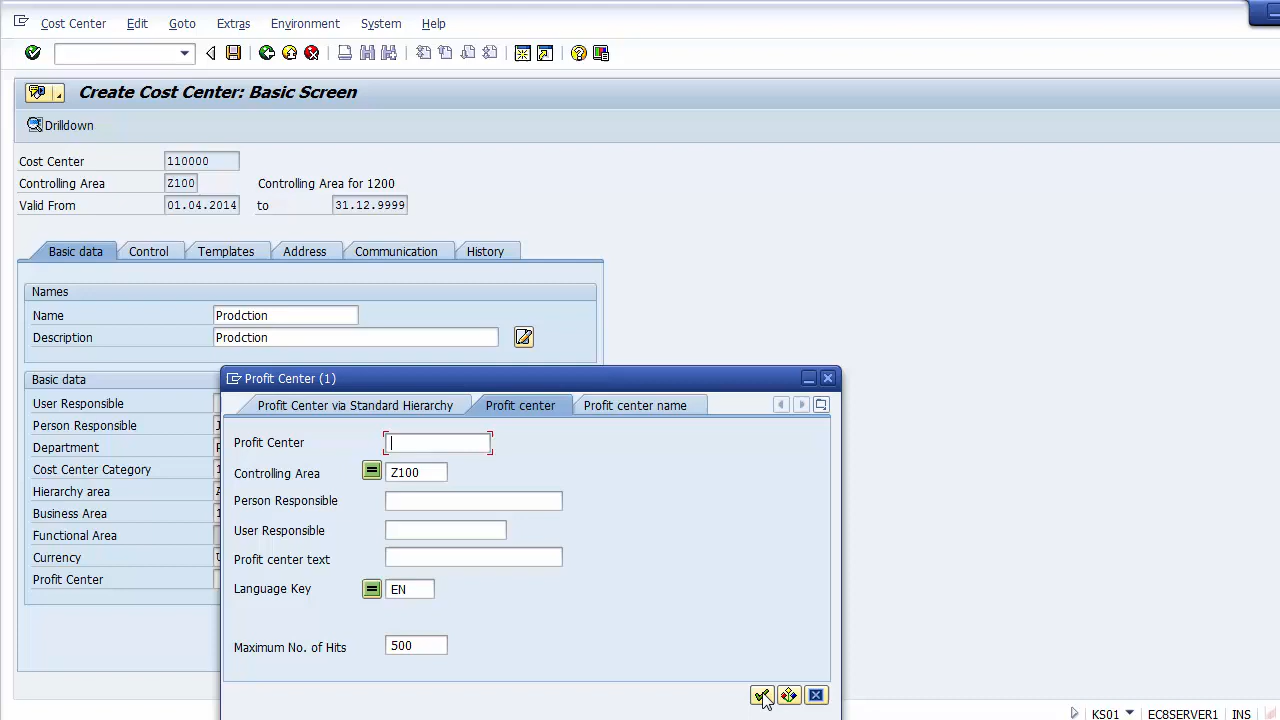 Cost Center Edit Goto Extras Environment System Help
Create Cost Center: Basic Screen
Drilldown
Cost Center 110000
Controlling Area Z100 Controlling Area for 1200
Valid From 01.04.2014 to 31.12.9999
Basic data Control Templates Address Communication History
Names
Name Prodction
Description Prodction
Basic data
User Responsible
Person Responsible
Department
Cost Center Category
Hierarchy area
Business Area
Functional Area
Currency
Profit Center
Profit Center (1)
Profit Center via Standard Hierarchy Profit center Profit center name
Profit Center
Controlling Area Z100
Person Responsible
User Responsible
Profit center text
Language Key EN
Maximum No. of Hits 500
KS01 EC8SERVER1 INS